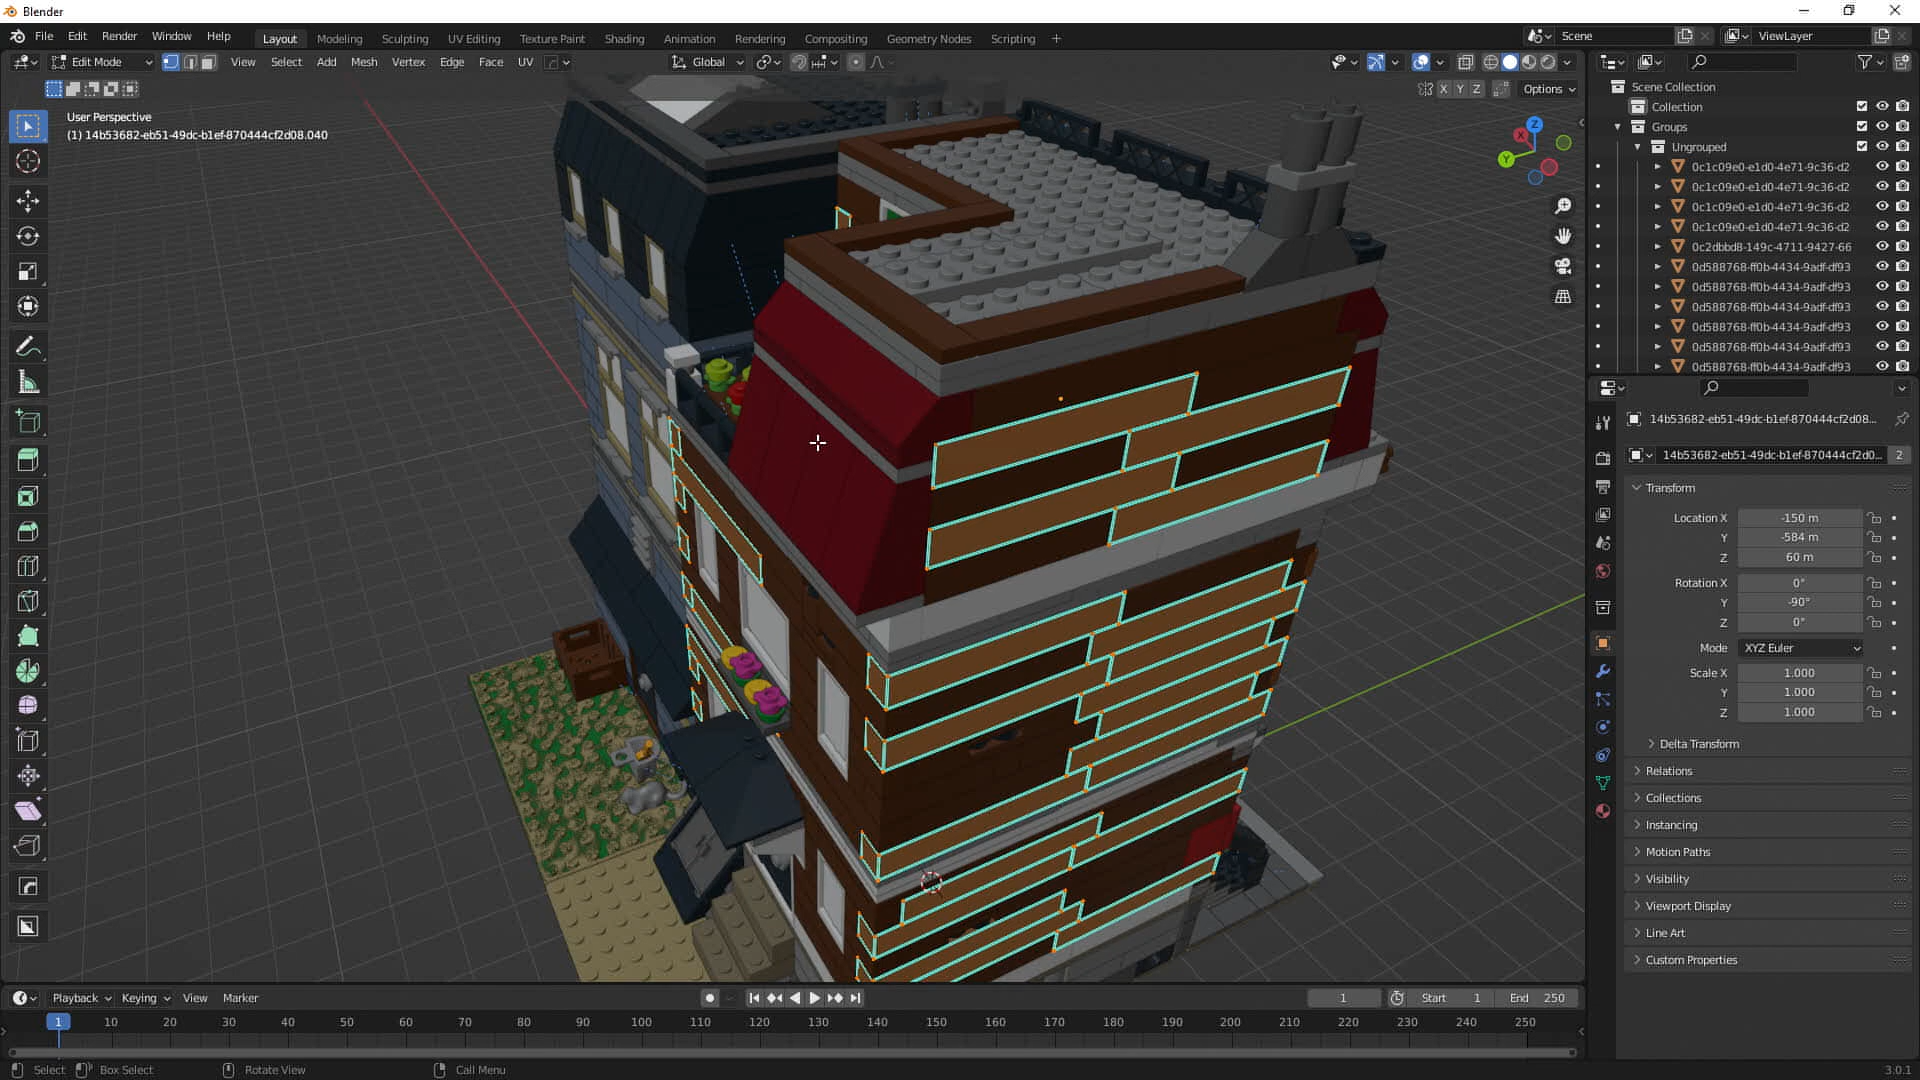 Blender
File Edit Render Window Help
Layout Modeling Sculpting UV Editing Texture Paint Shading Animation Rendering Compositing Geometry Nodes Scripting +
Scene
ViewLayer
Edit Mode
View Select Add Mesh Vertex Edge Face UV
Global
X Y Z
Options
User Perspective
(1) 14b53682-eb51-49dc-b1ef-870444cf2d08.040
Z
X
Y
Scene Collection
Collection
Groups
Ungrouped
0c1c09e0-e1d0-4e71-9c36-d2
0c1c09e0-e1d0-4e71-9c36-d2
0c1c09e0-e1d0-4e71-9c36-d2
0c1c09e0-e1d0-4e71-9c36-d2
0c2dbbd8-149c-4711-9427-66
0d588768-ff0b-4434-9adf-df93
0d588768-ff0b-4434-9adf-df93
0d588768-ff0b-4434-9adf-df93
0d588768-ff0b-4434-9adf-df93
0d588768-ff0b-4434-9adf-df93
0d588768-ff0b-4434-9adf-df93
14b53682-eb51-49dc-b1ef-870444cf2d08...
14b53682-eb51-49dc-b1ef-870444cf2d0... 2
Transform
Location X -150 m
Y -584 m
Z 60 m
Rotation X 0°
Y -90°
Z 0°
Mode XYZ Euler
Scale X 1.000
Y 1.000
Z 1.000
Delta Transform
Relations
Collections
Instancing
Motion Paths
Visibility
Viewport Display
Line Art
Custom Properties
Playback Keying View Marker
1
Start 1
End 250
1 10 20 30 40 50 60 70 80 90 100 110 120 130 140 150 160 170 180 190 200 210 220 230 240 250
Select Box Select Rotate View Call Menu
3.0.1